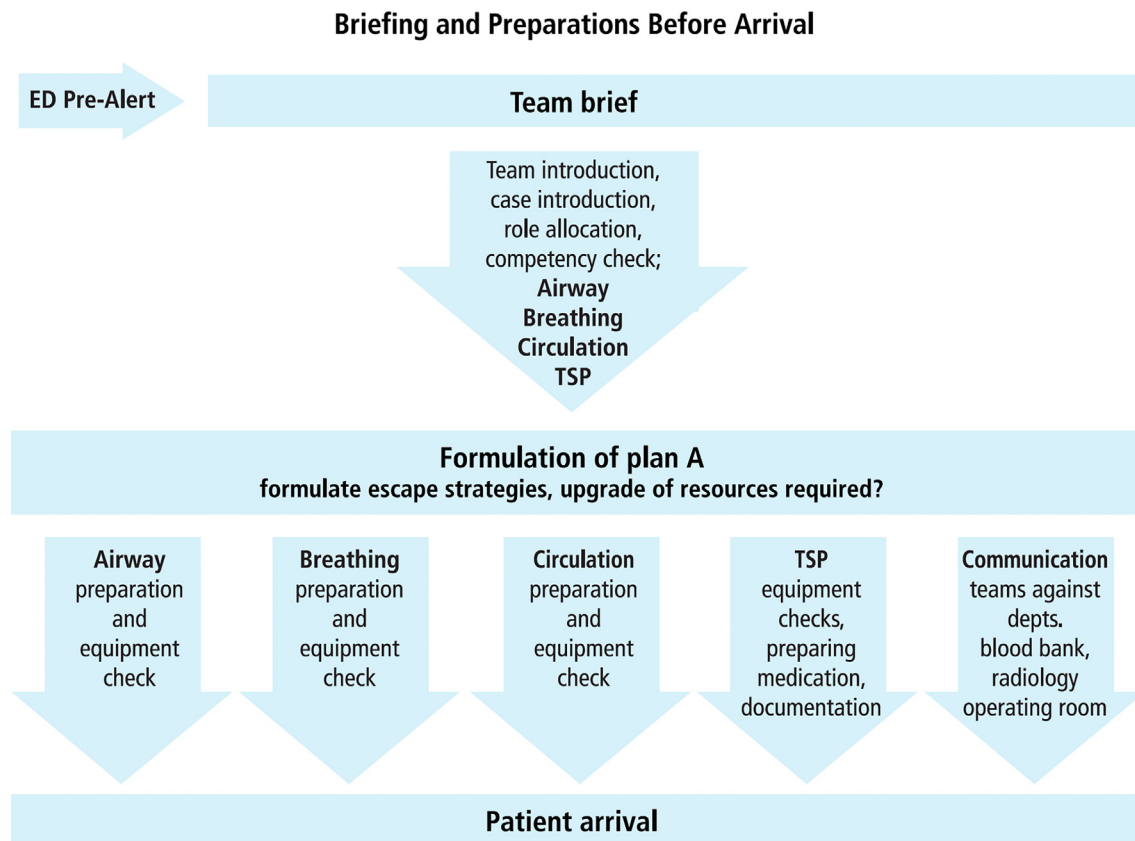 Briefing and Preparations Before Arrival
ED Pre-Alert
Team brief
Team introduction,
case introduction,
role allocation,
competency check;
Airway
Breathing
Circulation
TSP
Formulation of plan A
formulate escape strategies, upgrade of resources required?
Airway
preparation
and
equipment
check
Breathing
preparation
and
equipment
check
Circulation
preparation
and
equipment
check
TSP
equipment
checks,
preparing
medication,
documentation
Communication
teams against
depts.
blood bank,
radiology
operating room
Patient arrival